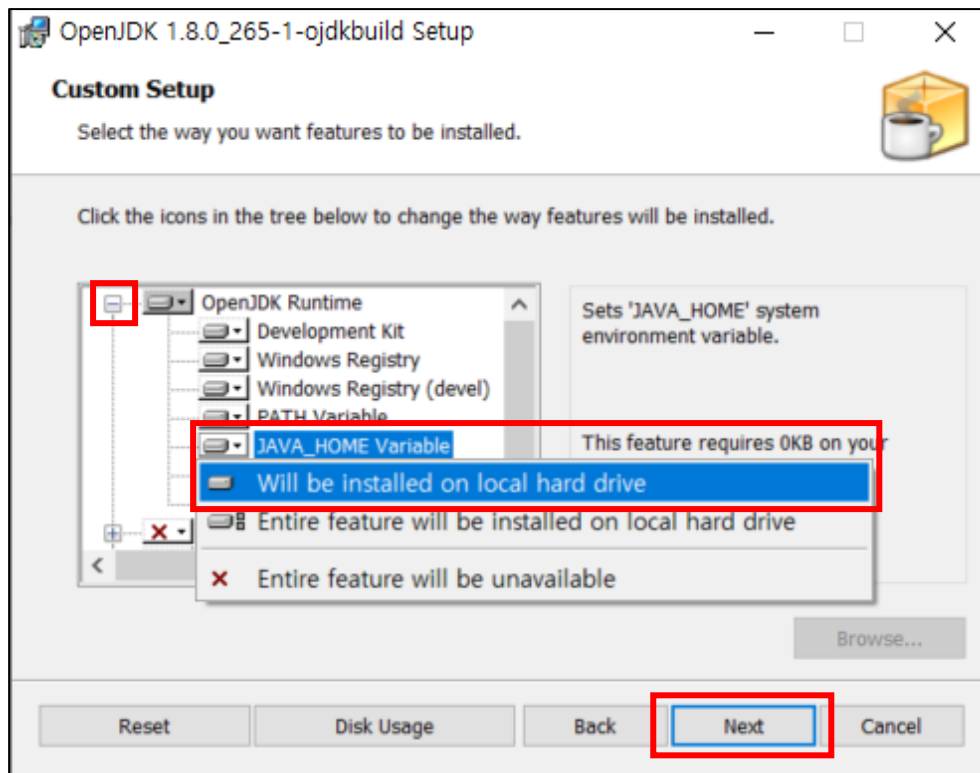 OpenJDK 1.8.0_265-1-ojdkbuild Setup
Custom Setup
Select the way you want features to be installed.
Click the icons in the tree below to change the way features will be installed.
OpenJDK Runtime
Development Kit
Windows Registry
Windows Registry (devel)
PATH Variable
JAVA_HOME Variable
Will be installed on local hard drive
Entire feature will be installed on local hard drive
Entire feature will be unavailable
Sets 'JAVA_HOME' system
environment variable.
This feature requires 0KB on your
Browse...
Reset
Disk Usage
Back
Next
Cancel